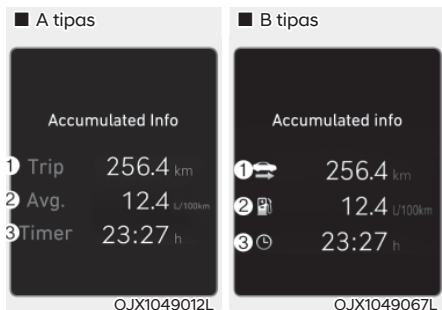 ■ A tipas
Accumulated Info
1 Trip 256.4 km
2 Avg. 12.4 L/100km
3 Timer 23:27 h
OJX1049012L
■ B tipas
Accumulated info
1 256.4 km
2 12.4 L/100km
3 23:27 h
OJX1049067L